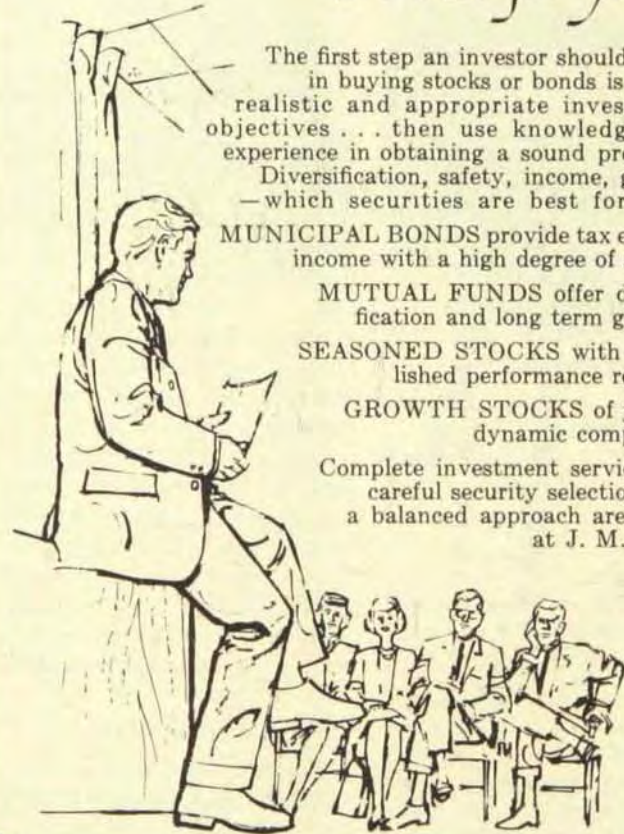 The first step an investor should
in buying stocks or bonds is
realistic and appropriate inves
objectives . . . then use knowledg
experience in obtaining a sound pro
Diversification, safety, income, g
—which securities are best for
MUNICIPAL BONDS provide tax e
income with a high degree of
MUTUAL FUNDS offer d
fication and long term g
SEASONED STOCKS with
lished performance re
GROWTH STOCKS of
dynamic comp
Complete investment servic
careful security selectio
a balanced approach are
at J. M.